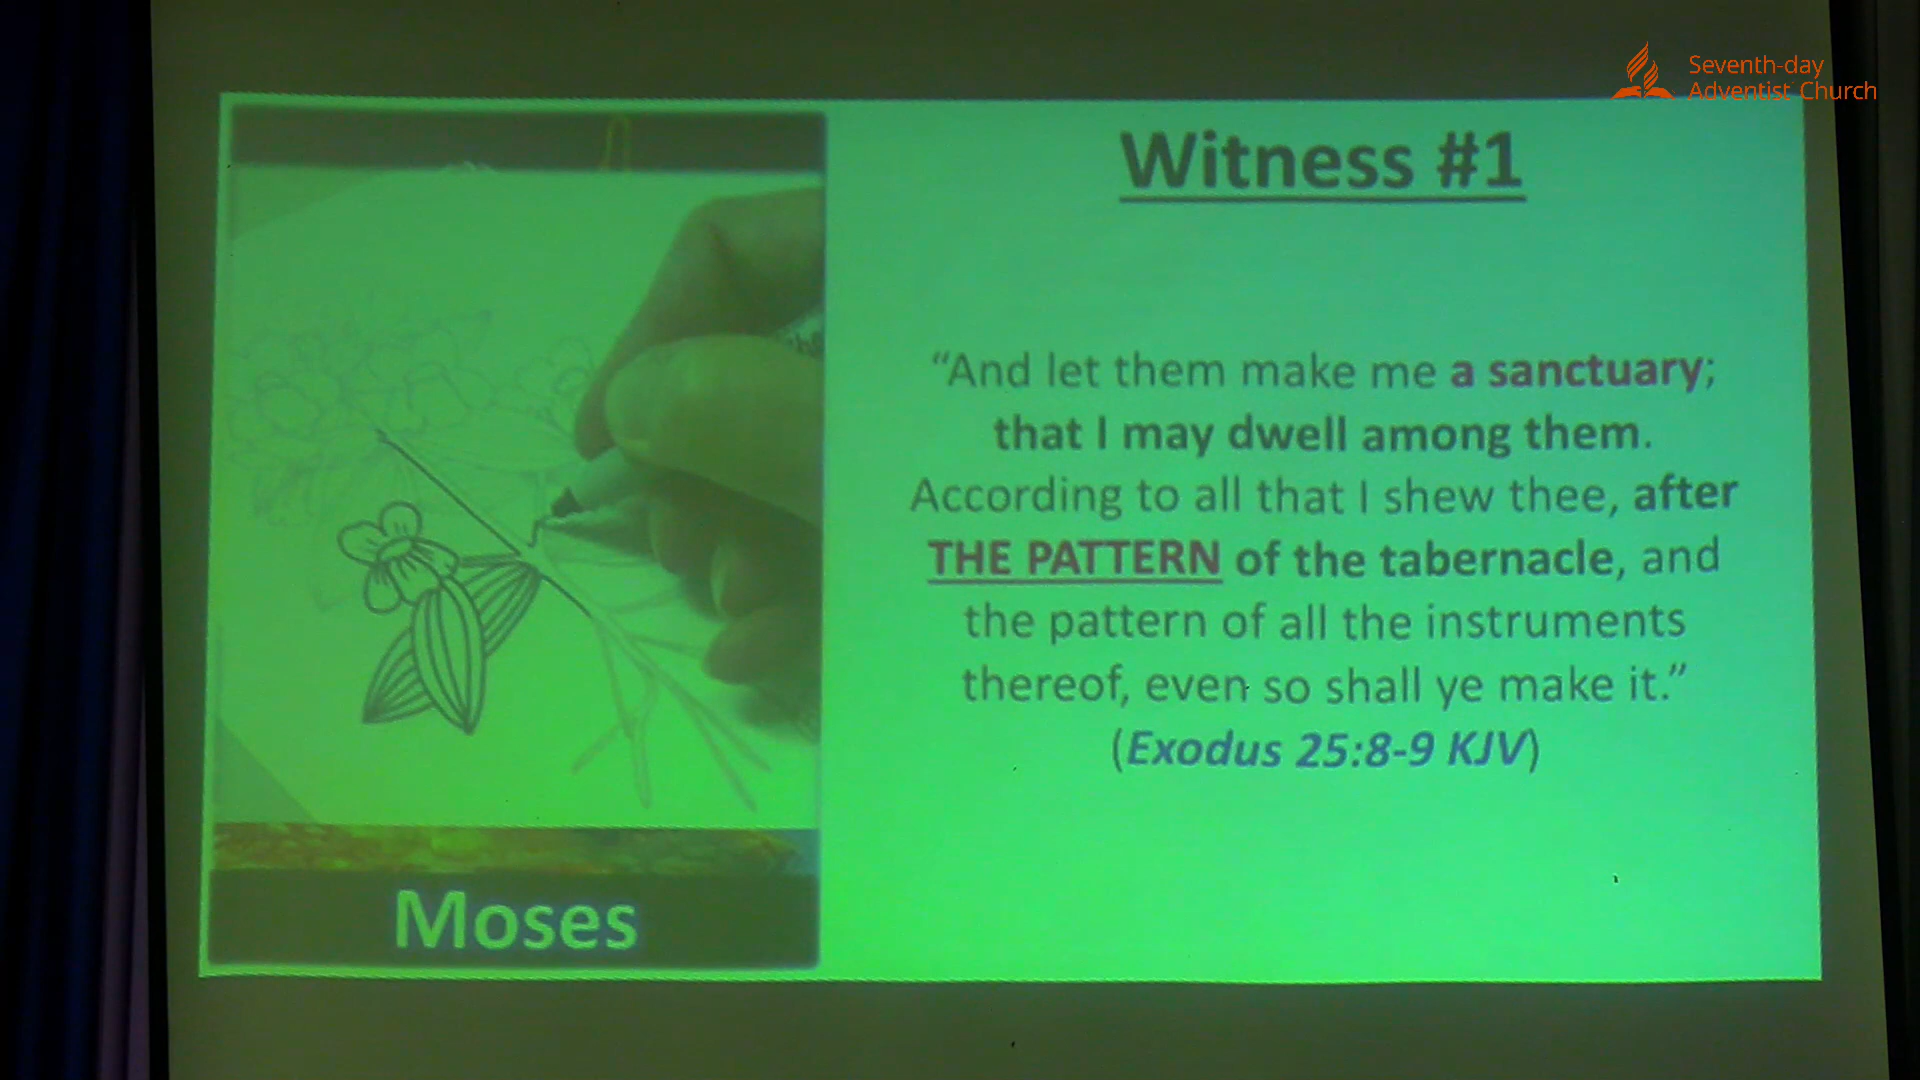 Seventh-day
Adventist Church
Witness #1
“And let them make me a sanctuary;
that I may dwell among them.
According to all that I shew thee, after
THE PATTERN of the tabernacle, and
the pattern of all the instruments
thereof, even so shall ye make it.”
(Exodus 25:8-9 KJV)
Moses